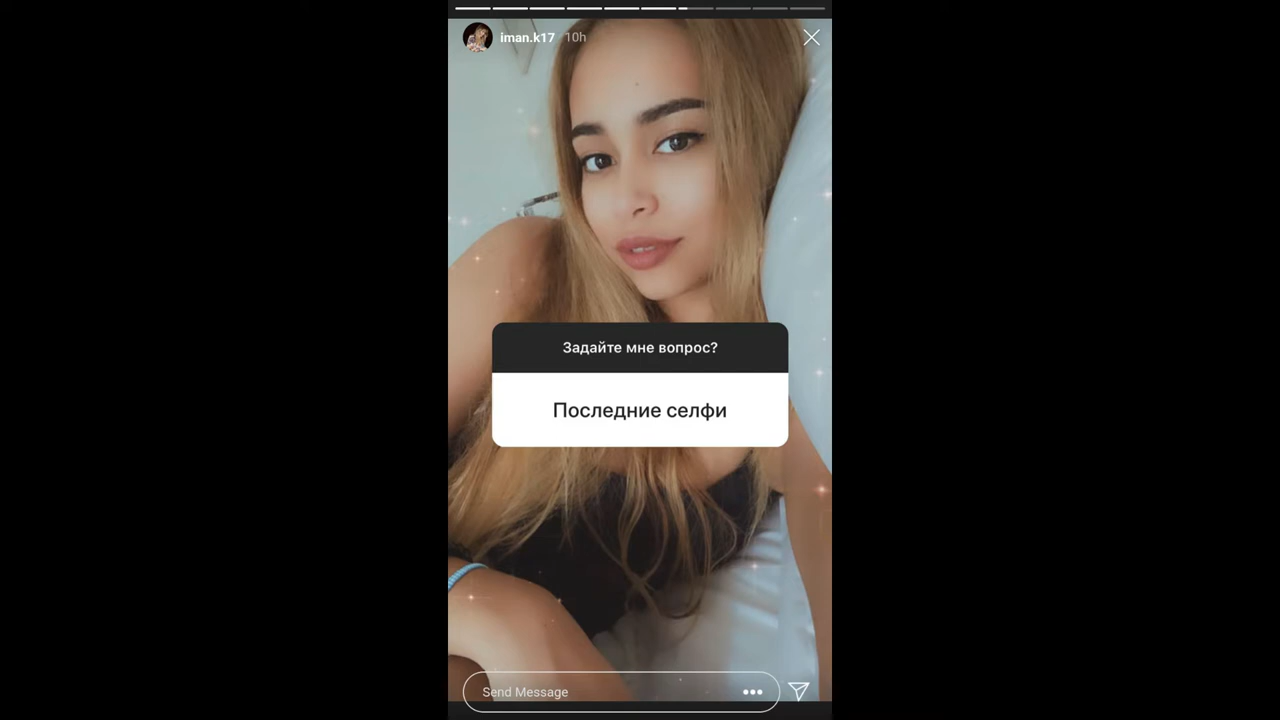 iman.k17 10h
Задайте мне вопрос?
Последние селфи
Send Message